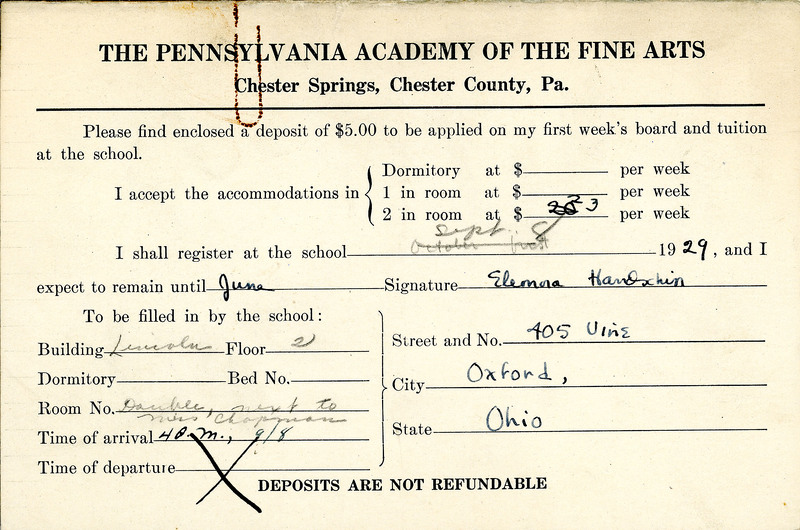 THE PENNSYLVANIA ACADEMY OF THE FINE ARTS
Chester Springs, Chester County, Pa.
Please find enclosed a deposit of $5.00 to be applied on my first week's board and tuition
at the school.
I accept the accommodations in
Dormitory at $ per week
1 in room at $ per week
2 in room at $ 23 per week
Sept. 8
I shall register at the school October first 1929, and I
expect to remain until June Signature Eleonora Handschin
To be filled in by the school:
Building Lincoln Floor 2
Dormitory Bed No.
Room No. Double, next to
Miss Chapman
Time of arrival 4 P.M., 9/8
Time of departure
Street and No. 405 Vine
City Oxford,
State Ohio
DEPOSITS ARE NOT REFUNDABLE